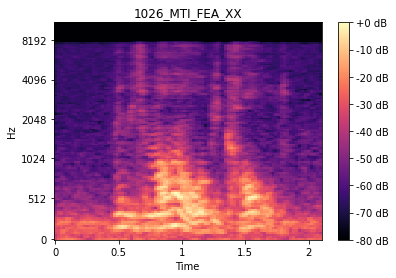 1026_MTI_FEA_XX
+0 dB
8192
-10 dB
4096
-20 dB
-30 dB
2048
Hz
-40 dB
1024
-50 dB
512
-60 dB
-70 dB
0
-80 dB
0 0.5 1 1.5 2
Time